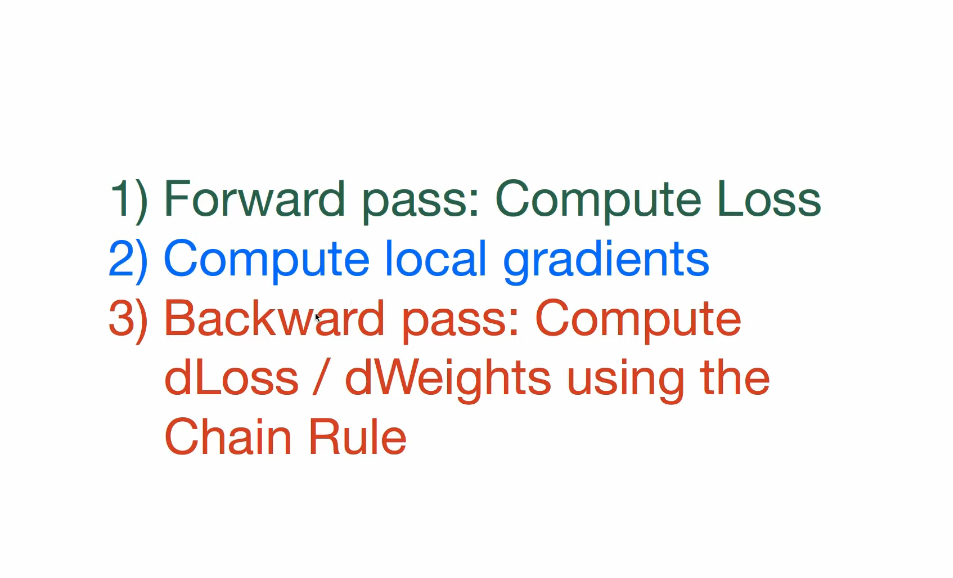 1) Forward pass: Compute Loss
2) Compute local gradients
3) Backward pass: Compute
dLoss / dWeights using the
Chain Rule